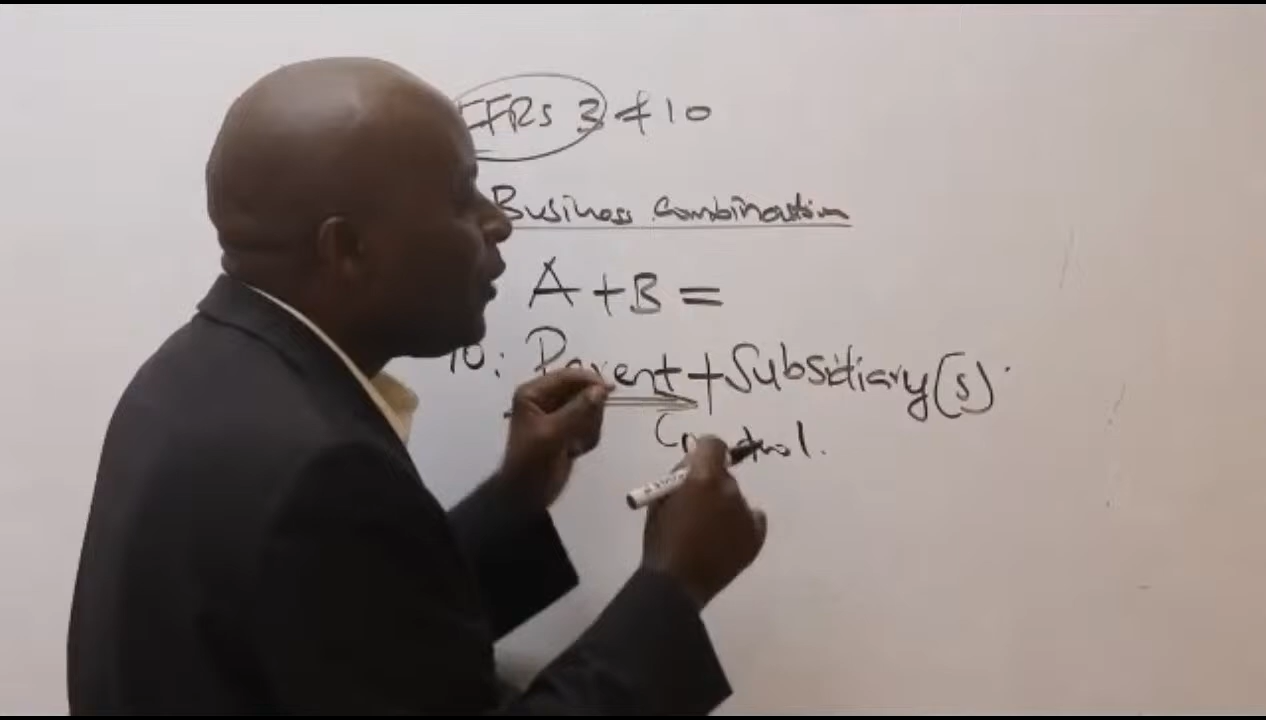 IFRS 3 & 10
Business Combination
A + B =
10: Parent + Subsidiary(s).
Control.